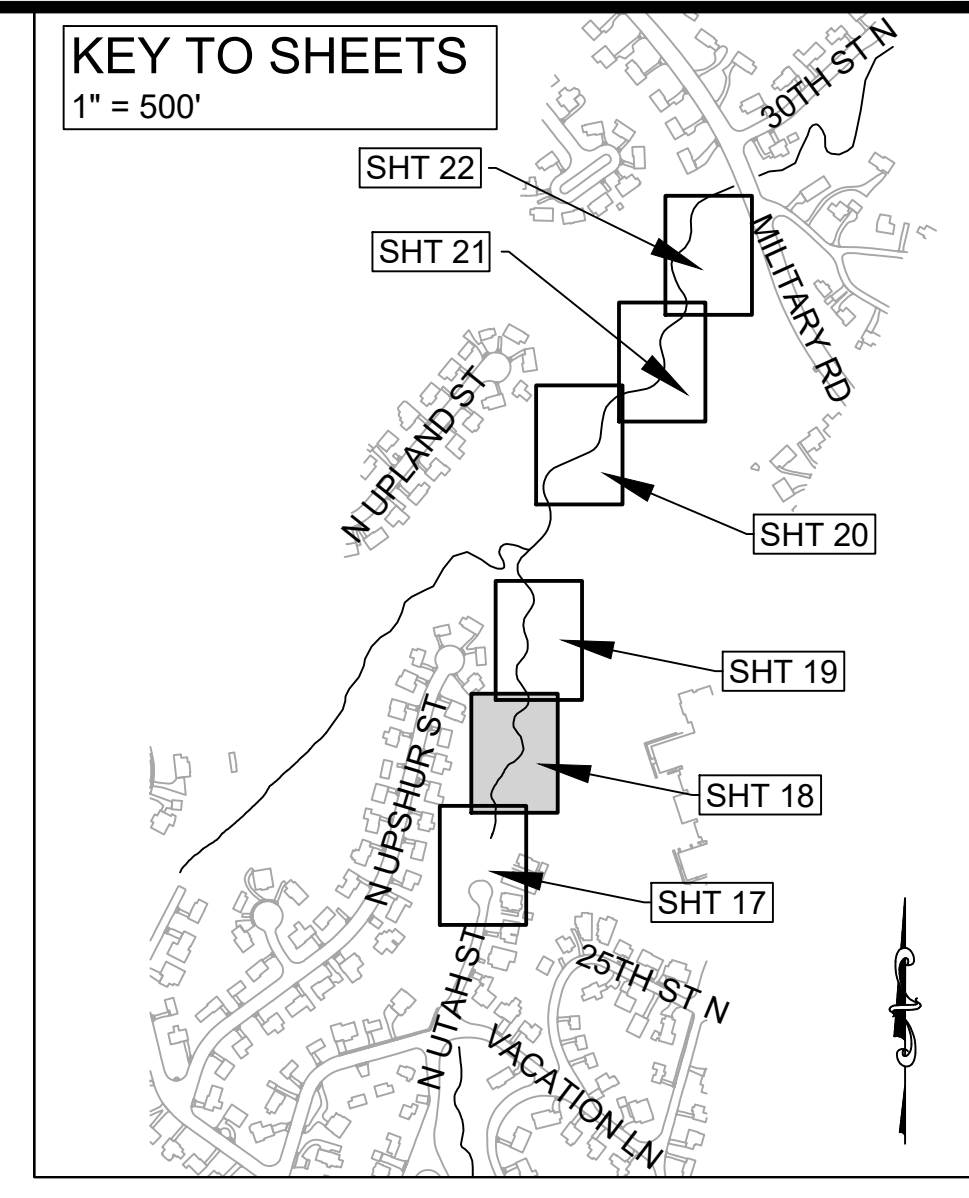 KEY TO SHEETS
1" = 500'
30TH ST N
SHT 22
SHT 21
MILITARY RD
N UPLAND ST
SHT 20
SHT 19
N UPSHUR ST
SHT 18
SHT 17
25TH ST N
N UTAH ST
VACATION LN